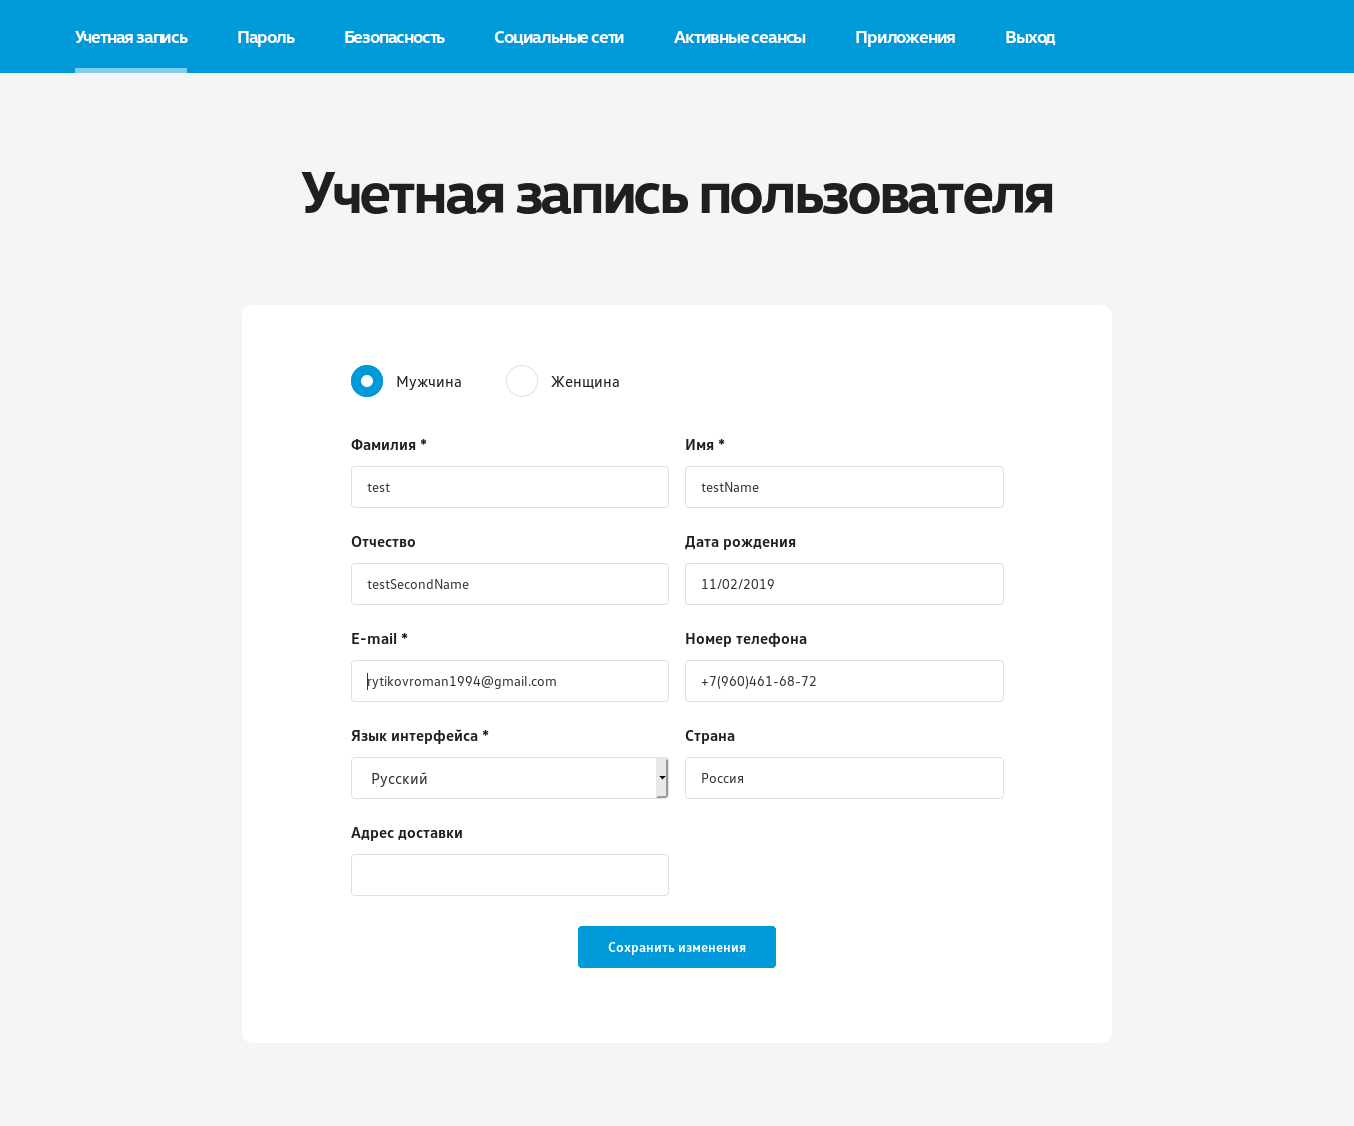 Учетная запись Пароль Безопасность Социальные сети Активные сеансы Приложения Выход
Учетная запись пользователя
Мужчина Женщина
Фамилия * Имя *
test testName
Отчество Дата рождения
testSecondName 11/02/2019
E-mail * Номер телефона
rytikovroman1994@gmail.com +7(960)461-68-72
Язык интерфейса * Страна
Русский Россия
Адрес доставки
Сохранить изменения